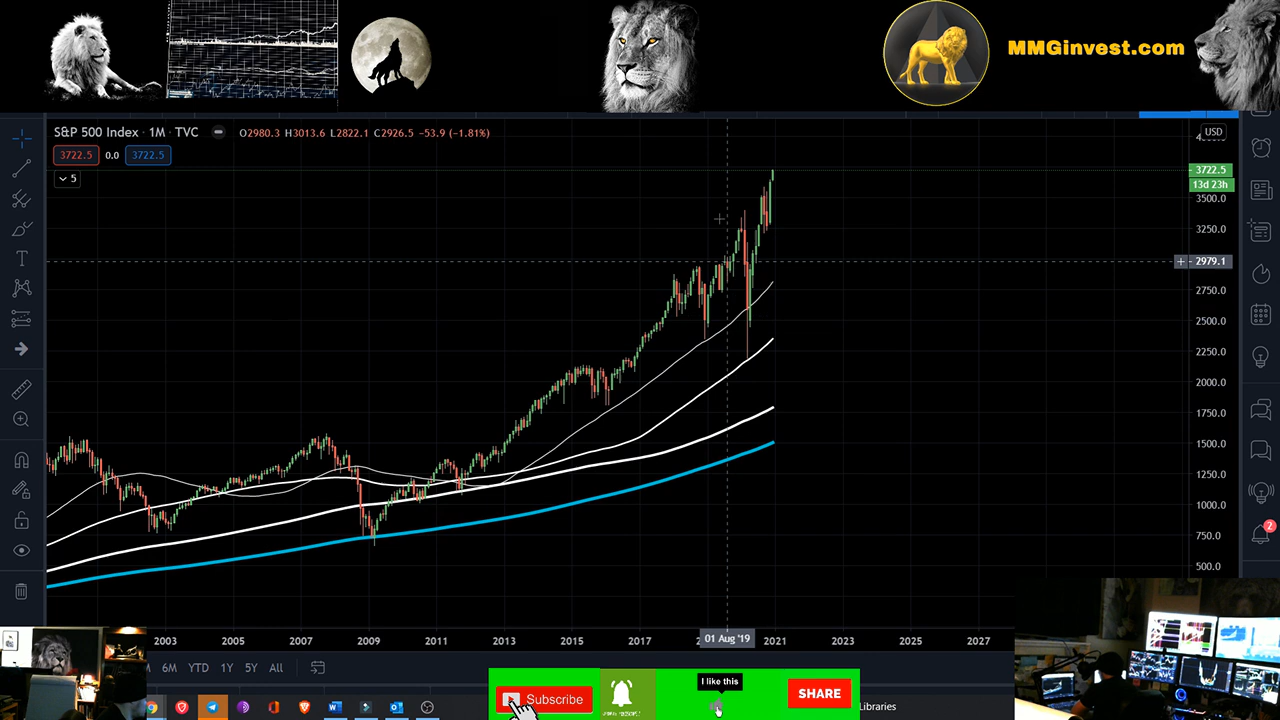 MMGinvest.com
S&P 500 Index · 1M · TVC
O2980.3 H3013.6 L2822.1 C2926.5 -53.9 (-1.81%)
USD
3722.5 0.0 3722.5
5
3722.5
13d 23h
3500.0
3250.0
2979.1
2750.0
2500.0
2250.0
2000.0
1750.0
1500.0
1250.0
1000.0
750.0
500.0
2
2003 2005 2007 2009 2011 2013 2015 2017 01 Aug '19 2021 2023 2025 2027
6M YTD 1Y 5Y All
I like this
Subscribe
SHARE
Libraries